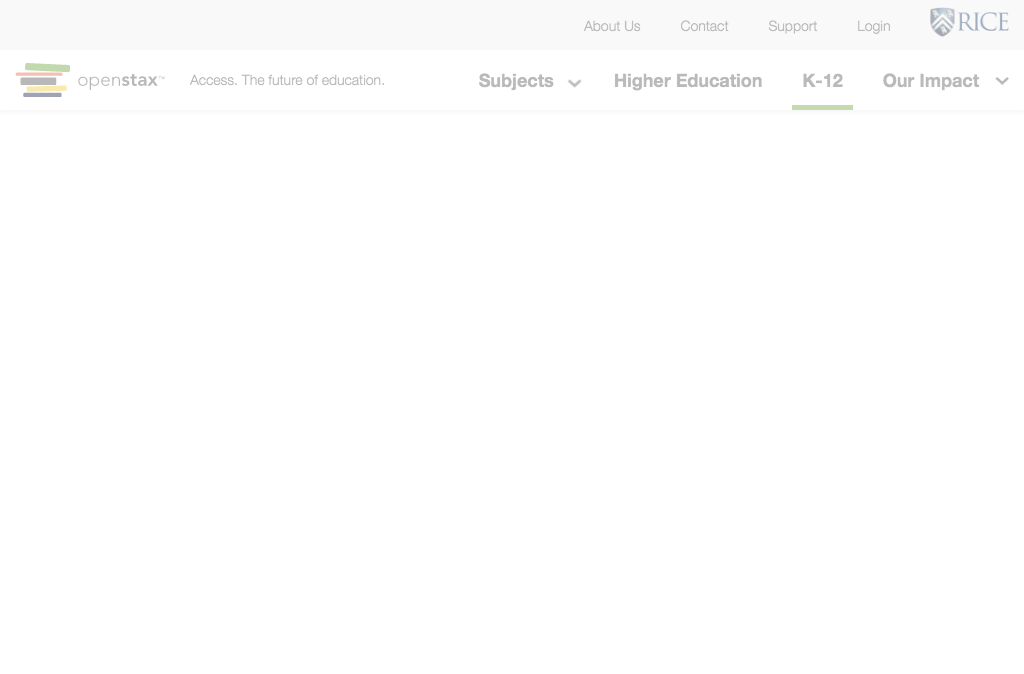 About Us Contact Support Login RICE
openstax™ Access. The future of education. Subjects Higher Education K-12 Our Impact